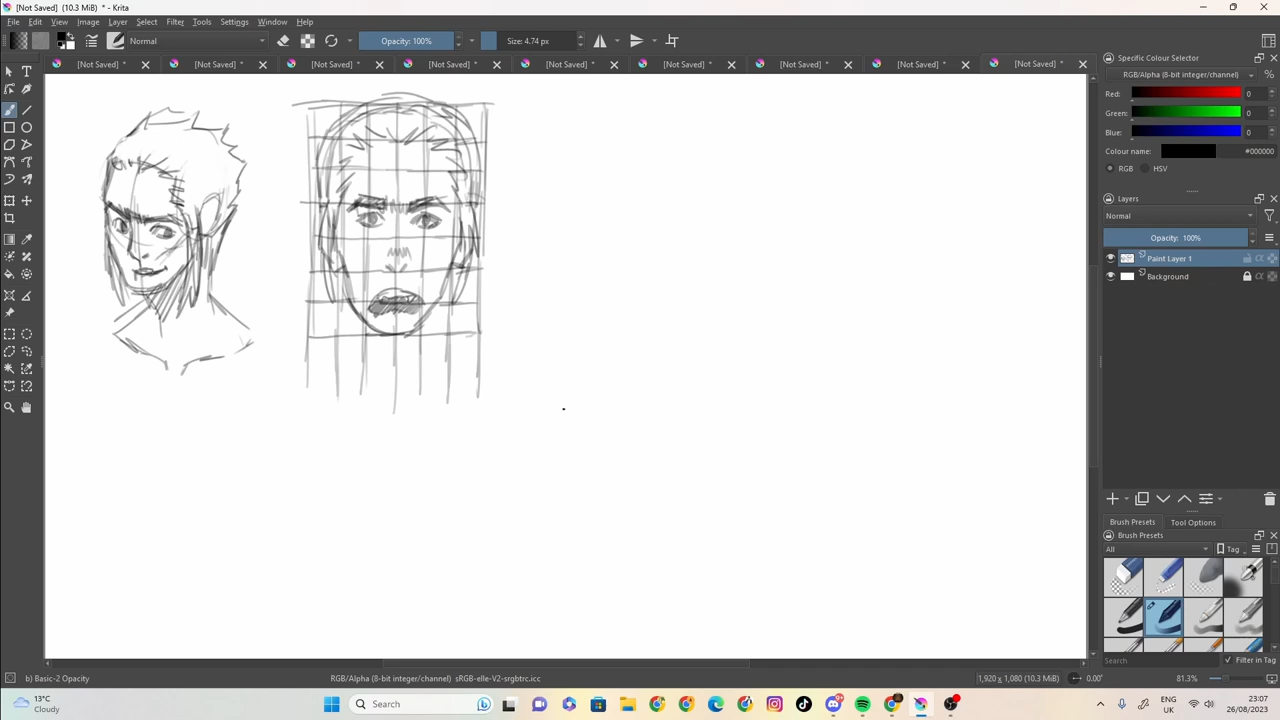 [Not Saved] (10.3 MiB) * - Krita
File Edit View Image Layer Select Filter Tools Settings Window Help
Normal Opacity: 100% Size: 4.74 px
[Not Saved] * [Not Saved] * [Not Saved] * [Not Saved] * [Not Saved] * [Not Saved] * [Not Saved] * [Not Saved] * [Not Saved] *
Specific Colour Selector
RGB/Alpha (8-bit integer/channel) %
Red: 0
Green: 0
Blue: 0
Colour name: #000000
RGB HSV
Layers
Normal
Opacity: 100%
Paint Layer 1
Background
Brush Presets Tool Options
Brush Presets
All Tag
Search Filter in Tag
b) Basic-2 Opacity RGB/Alpha (8-bit integer/channel) sRGB-elle-V2-srgbtrc.icc 1,920 x 1,080 (10.3 MiB) 0.00° 81.3%
13°C
Cloudy
Search
ENG
UK
23:07
26/08/2023